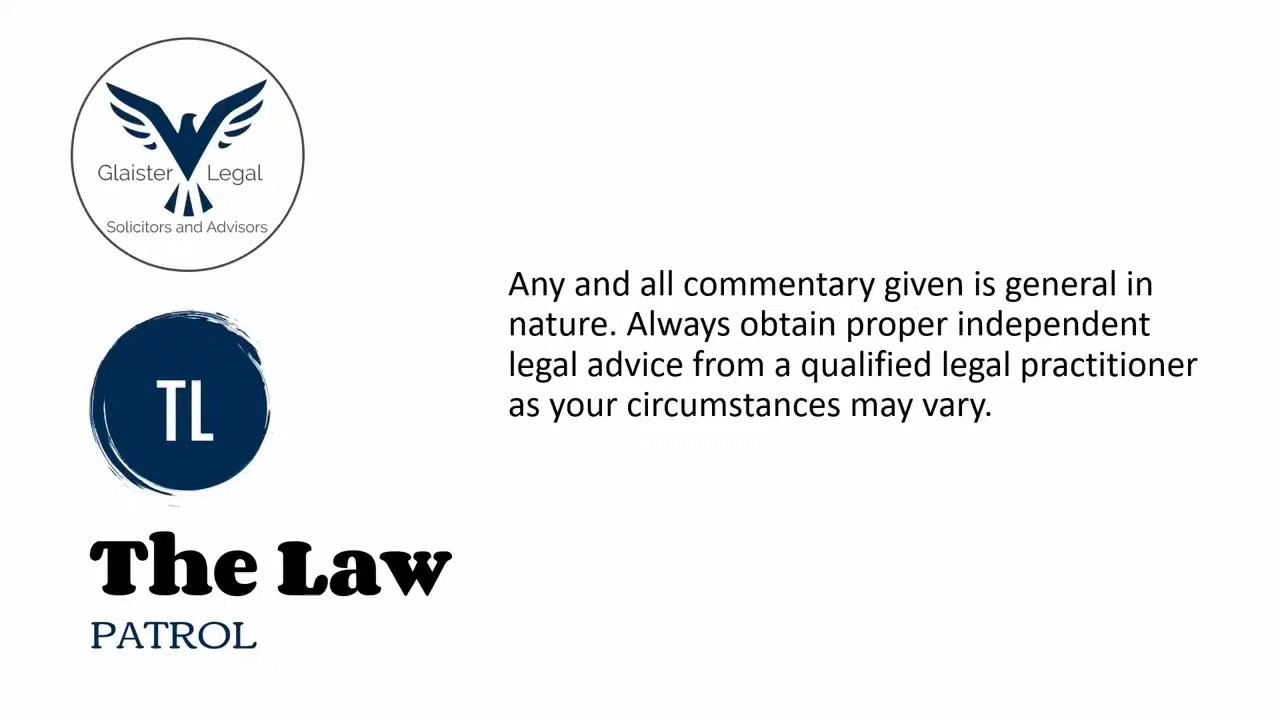 Glaister Legal
Solicitors and Advisors
TL
The Law
PATROL
Any and all commentary given is general in
nature. Always obtain proper independent
legal advice from a qualified legal practitioner
as your circumstances may vary.